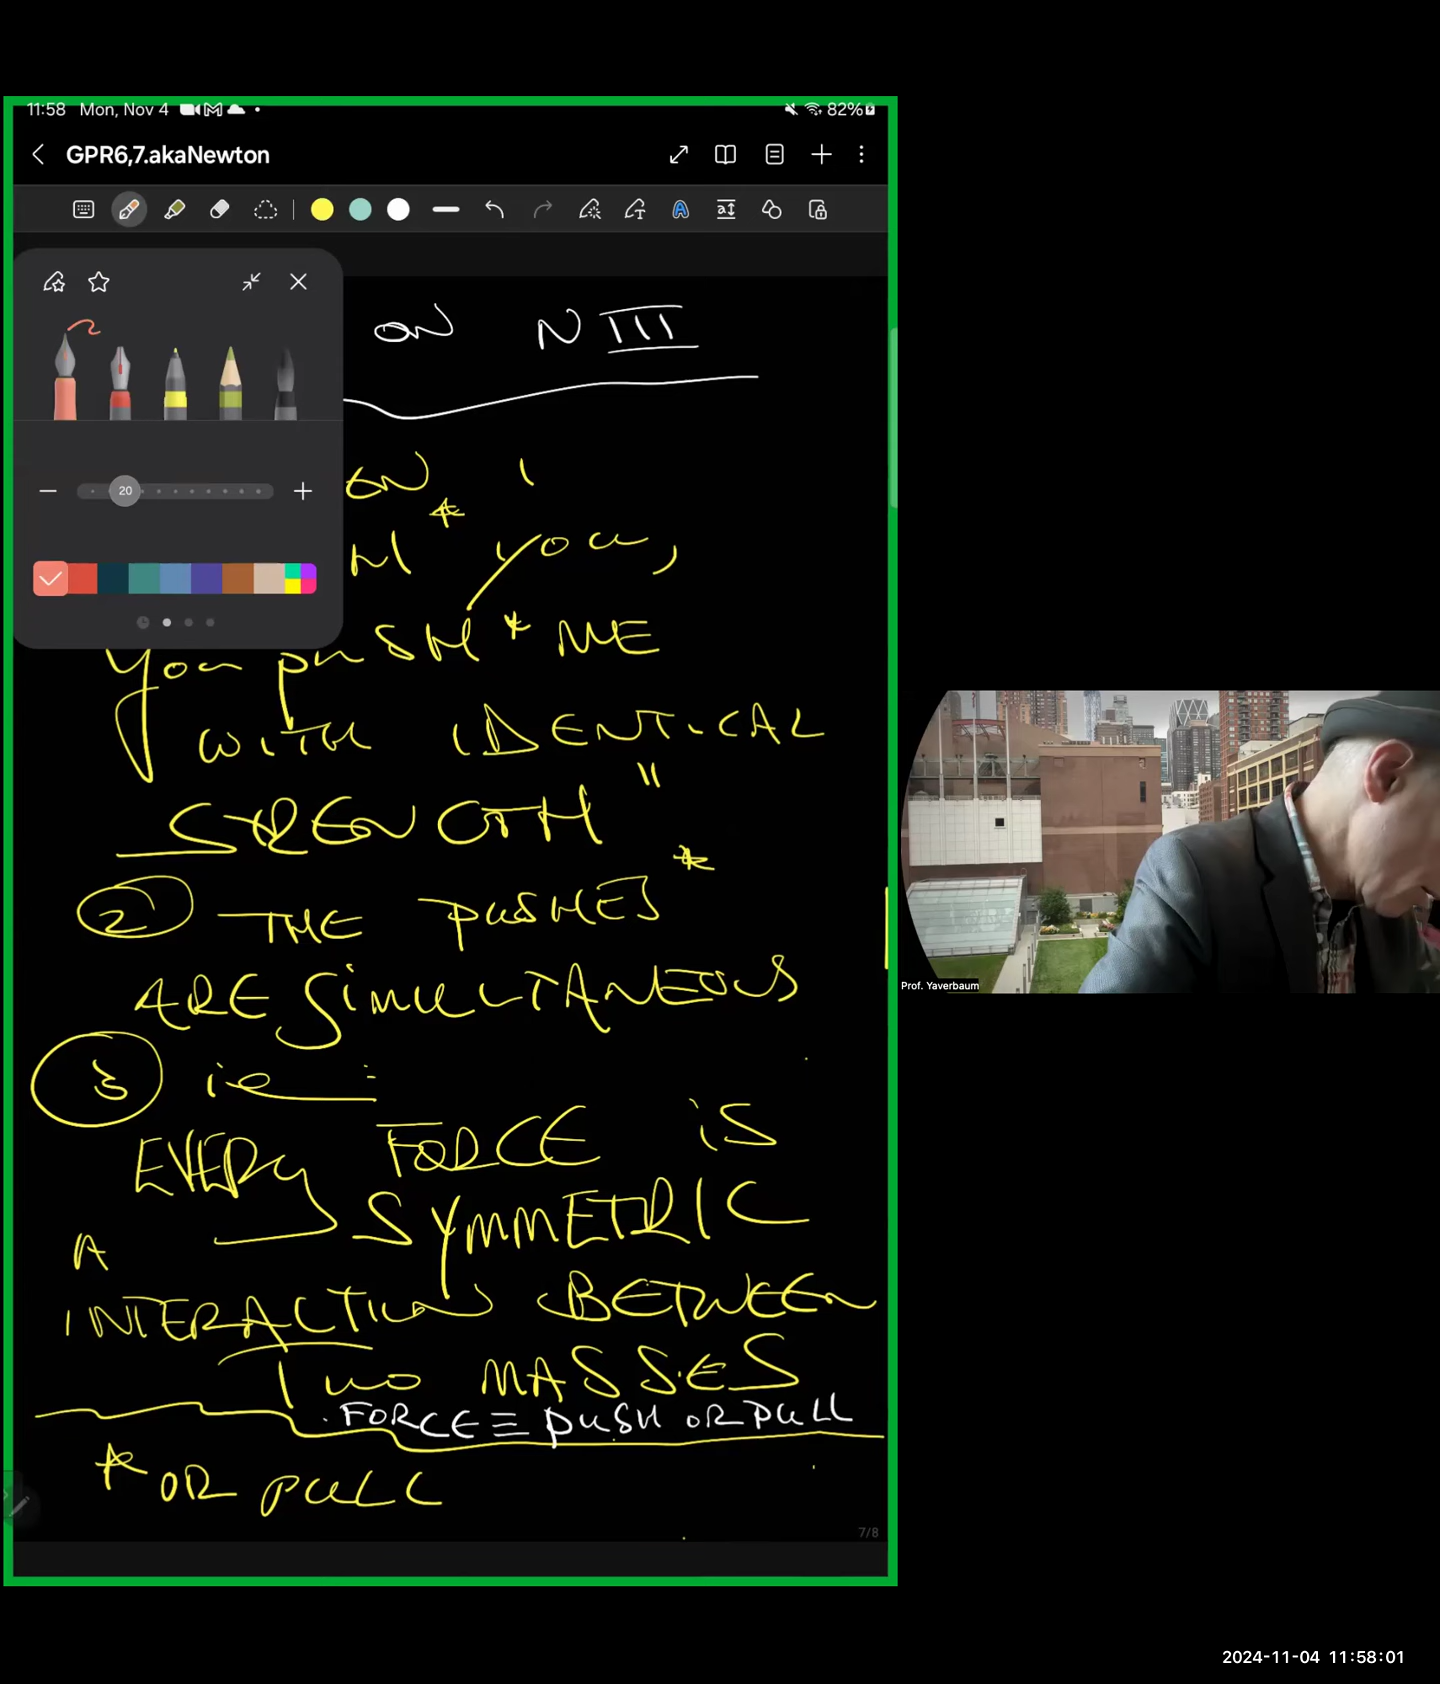 11:58 Mon, Nov 4 82%
GPR6,7.akaNewton
ON N III
20
EN I
H* you,
you pusH* ME
WITH IDENTICAL
STRENGTH"
2 THE pusHES*
ARE SimuLTANEOUS
3 ie:
EVERy FORCE iS
A SYMMETRIC
INTERACTION BETWEEN
Two MASSES
FORCE ≡ pusH OR PULL
* OR puLL
7/8
Prof. Yaverbaum
2024-11-04 11:58:01